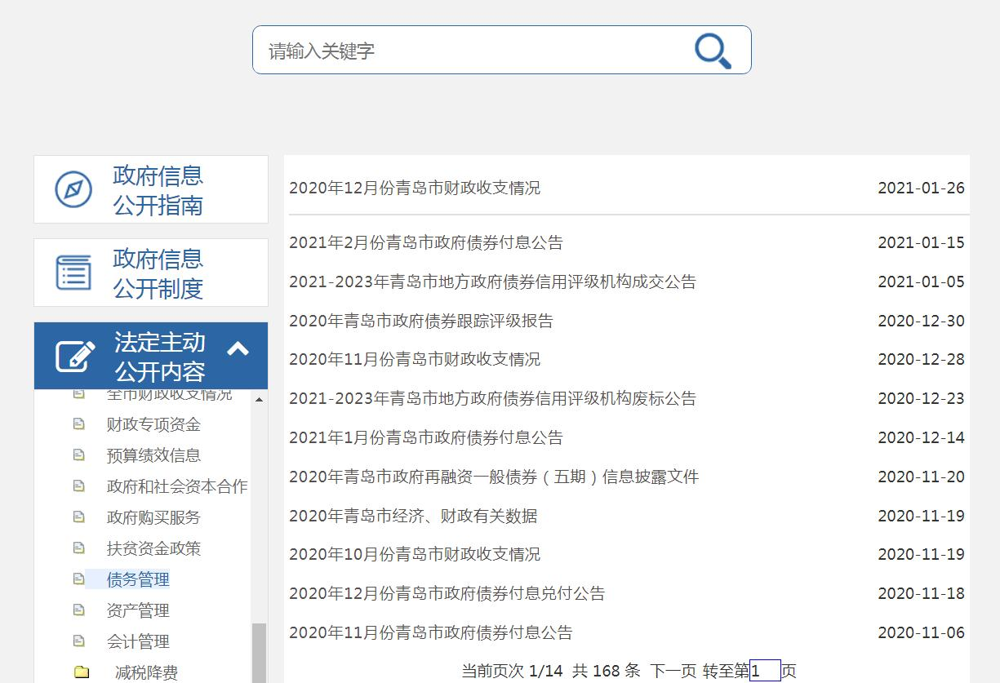 请输入关键字
政府信息
公开指南
政府信息
公开制度
法定主动
公开内容
全市财政收支情况
财政专项资金
预算绩效信息
政府和社会资本合作
政府购买服务
扶贫资金政策
债务管理
资产管理
会计管理
减税降费
2020年12月份青岛市财政收支情况 2021-01-26
2021年2月份青岛市政府债券付息公告 2021-01-15
2021-2023年青岛市地方政府债券信用评级机构成交公告 2021-01-05
2020年青岛市政府债券跟踪评级报告 2020-12-30
2020年11月份青岛市财政收支情况 2020-12-28
2021-2023年青岛市地方政府债券信用评级机构废标公告 2020-12-23
2021年1月份青岛市政府债券付息公告 2020-12-14
2020年青岛市政府再融资一般债券（五期）信息披露文件 2020-11-20
2020年青岛市经济、财政有关数据 2020-11-19
2020年10月份青岛市财政收支情况 2020-11-19
2020年12月份青岛市政府债券付息兑付公告 2020-11-18
2020年11月份青岛市政府债券付息公告 2020-11-06
当前页次 1/14 共 168 条 下一页 转至第1页